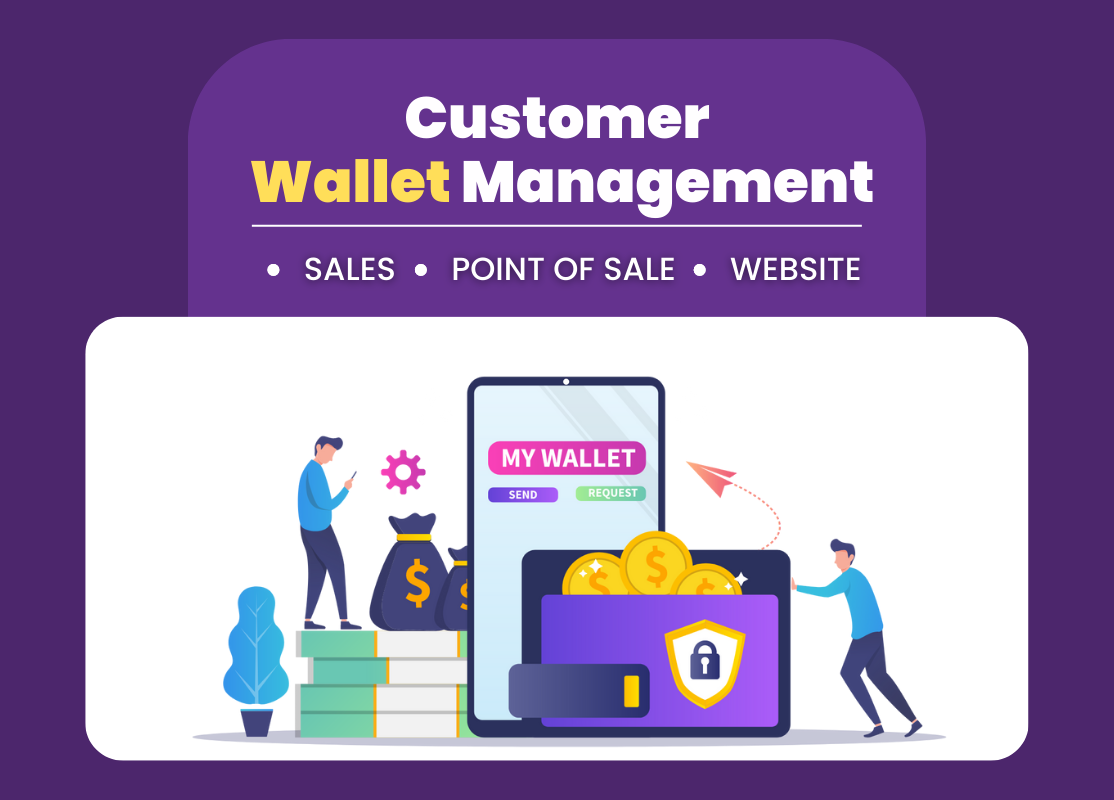 Customer
Wallet Management
• SALES • POINT OF SALE • WEBSITE
MY WALLET
SEND REQUEST
$
$
$ $ $